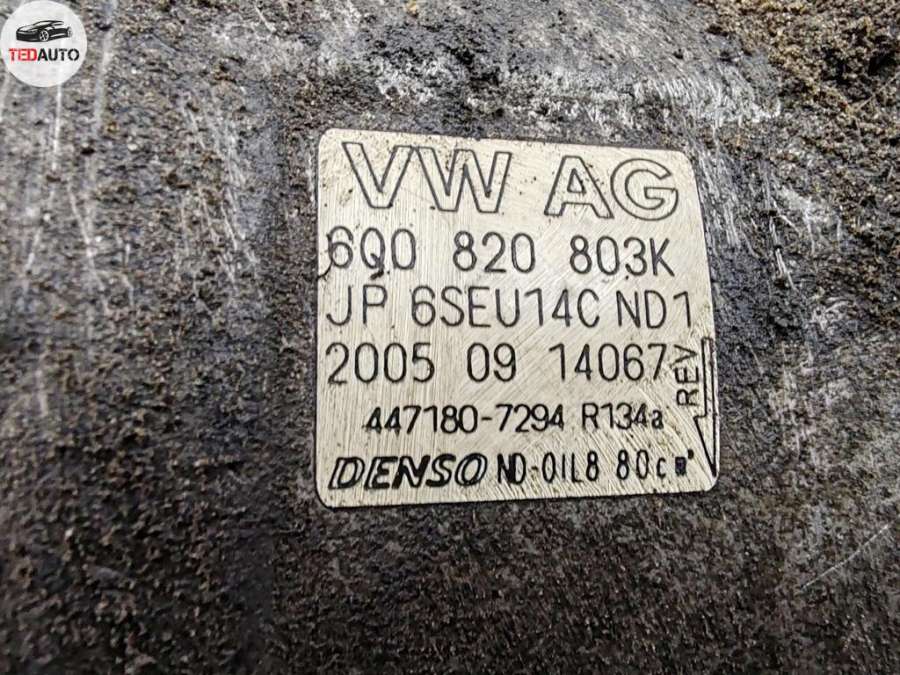 TEDAUTO
VW AG
6Q0 820 803K
JP 6SEU14C ND1
2005 09 14067
REV
447180-7294 R134a
DENSO ND-OIL8 80cm³